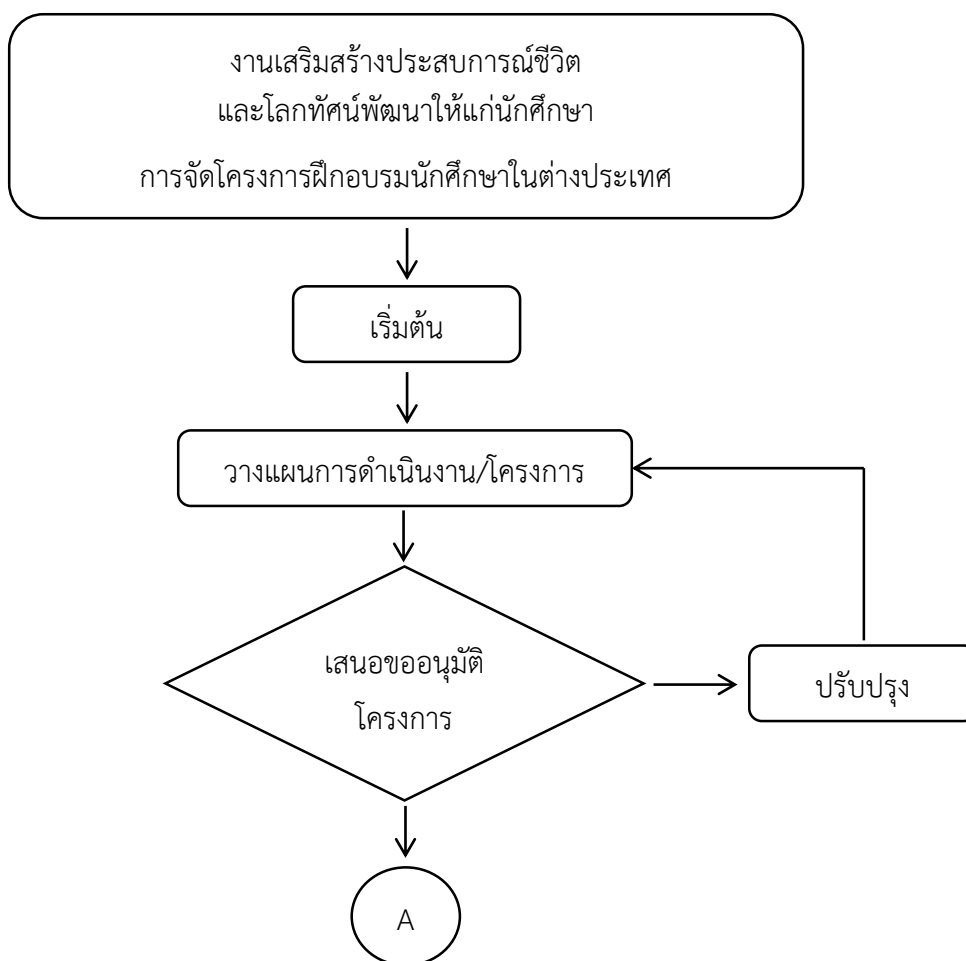 งานเสริมสร้างประสบการณ์ชีวิต
และโลกทัศน์พัฒนาให้แก่นักศึกษา
การจัดโครงการฝึกอบรมนักศึกษาในต่างประเทศ
เริ่มต้น
วางแผนการดำเนินงาน/โครงการ
เสนอขออนุมัติ
โครงการ
ปรับปรุง
A